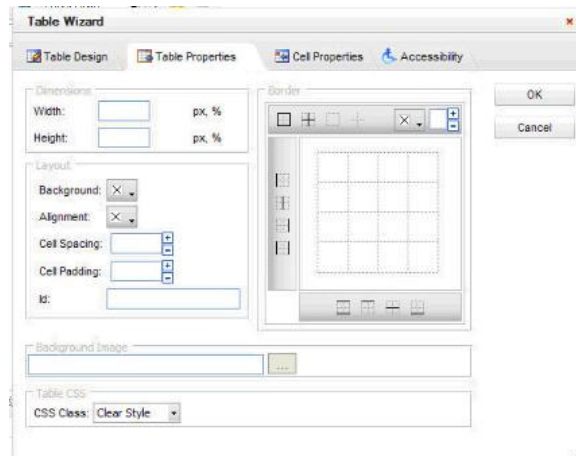 Table Wizard
Table Design Table Properties Cell Properties Accessibility
Dimensions
Width: px, %
Height: px, %
Layout
Background:
Alignment:
Cell Spacing:
Cell Padding:
Id:
Border
OK
Cancel
Background Image
...
Table CSS
CSS Class: Clear Style